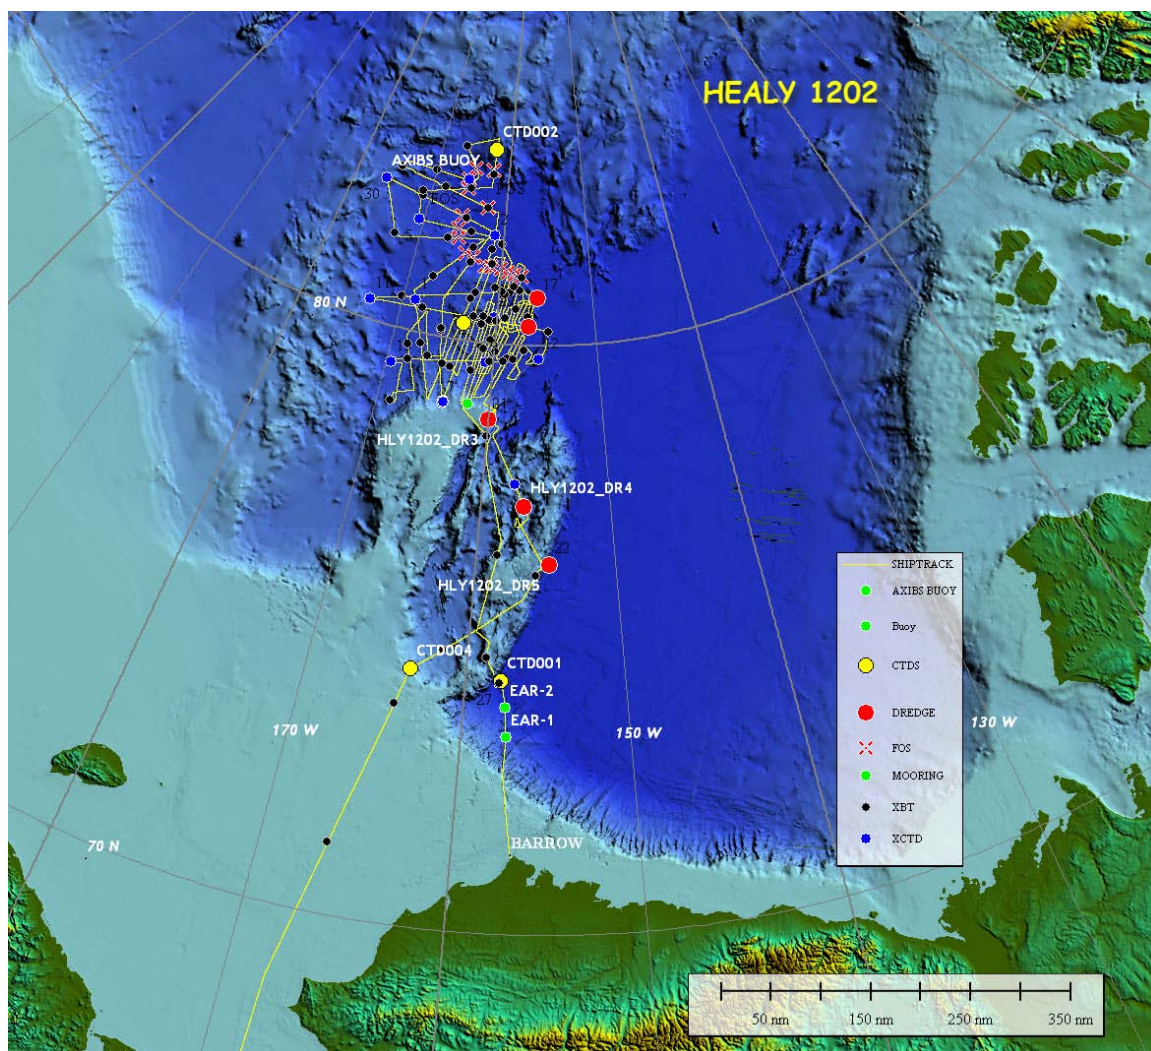 HEALY 1202
CTD002
AXIBS BUOY
30
FOS
17
80 N
HLY1202_DR3
HLY1202_DR4
22
HLY1202_DR5
CTD004
CTD001
27
EAR-2
EAR-1
170 W
150 W
130 W
70 N
BARROW
SHIPTRACK
AXIBS BUOY
Buoy
CTDS
DREDGE
FOS
MOORING
XBT
XCTD
50 nm
150 nm
250 nm
350 nm